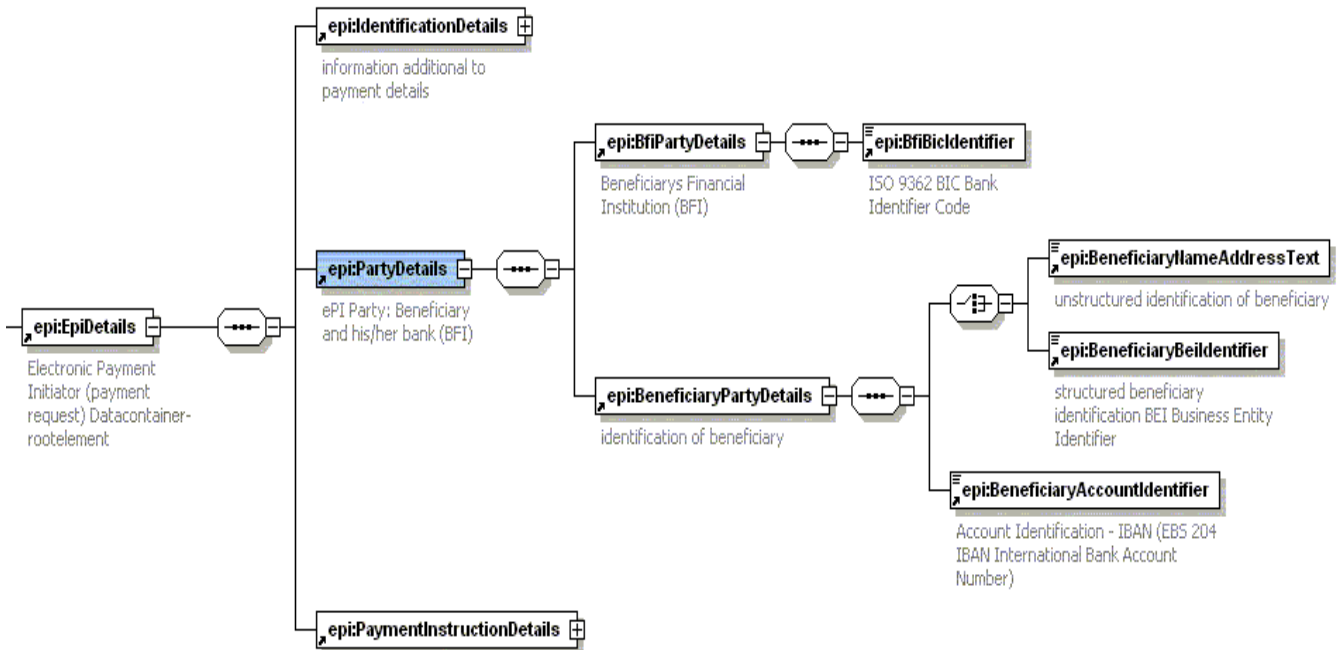 epi:IdentificationDetails
information additional to
payment details
epi:BfiPartyDetails
Beneficiarys Financial
Institution (BFI)
epi:BfiBicIdentifier
ISO 9362 BIC Bank
Identifier Code
epi:PartyDetails
ePI Party: Beneficiary
and his/her bank (BFI)
epi:EpiDetails
Electronic Payment
Initiator (payment
request) Datacontainer-
rootelement
epi:BeneficiaryPartyDetails
identification of beneficiary
epi:BeneficiaryNameAddressText
unstructured identification of beneficiary
epi:BeneficiaryBeiIdentifier
structured beneficiary
identification BEI Business Entity
Identifier
epi:BeneficiaryAccountIdentifier
Account Identification - IBAN (EBS 204
IBAN International Bank Account
Number)
epi:PaymentInstructionDetails